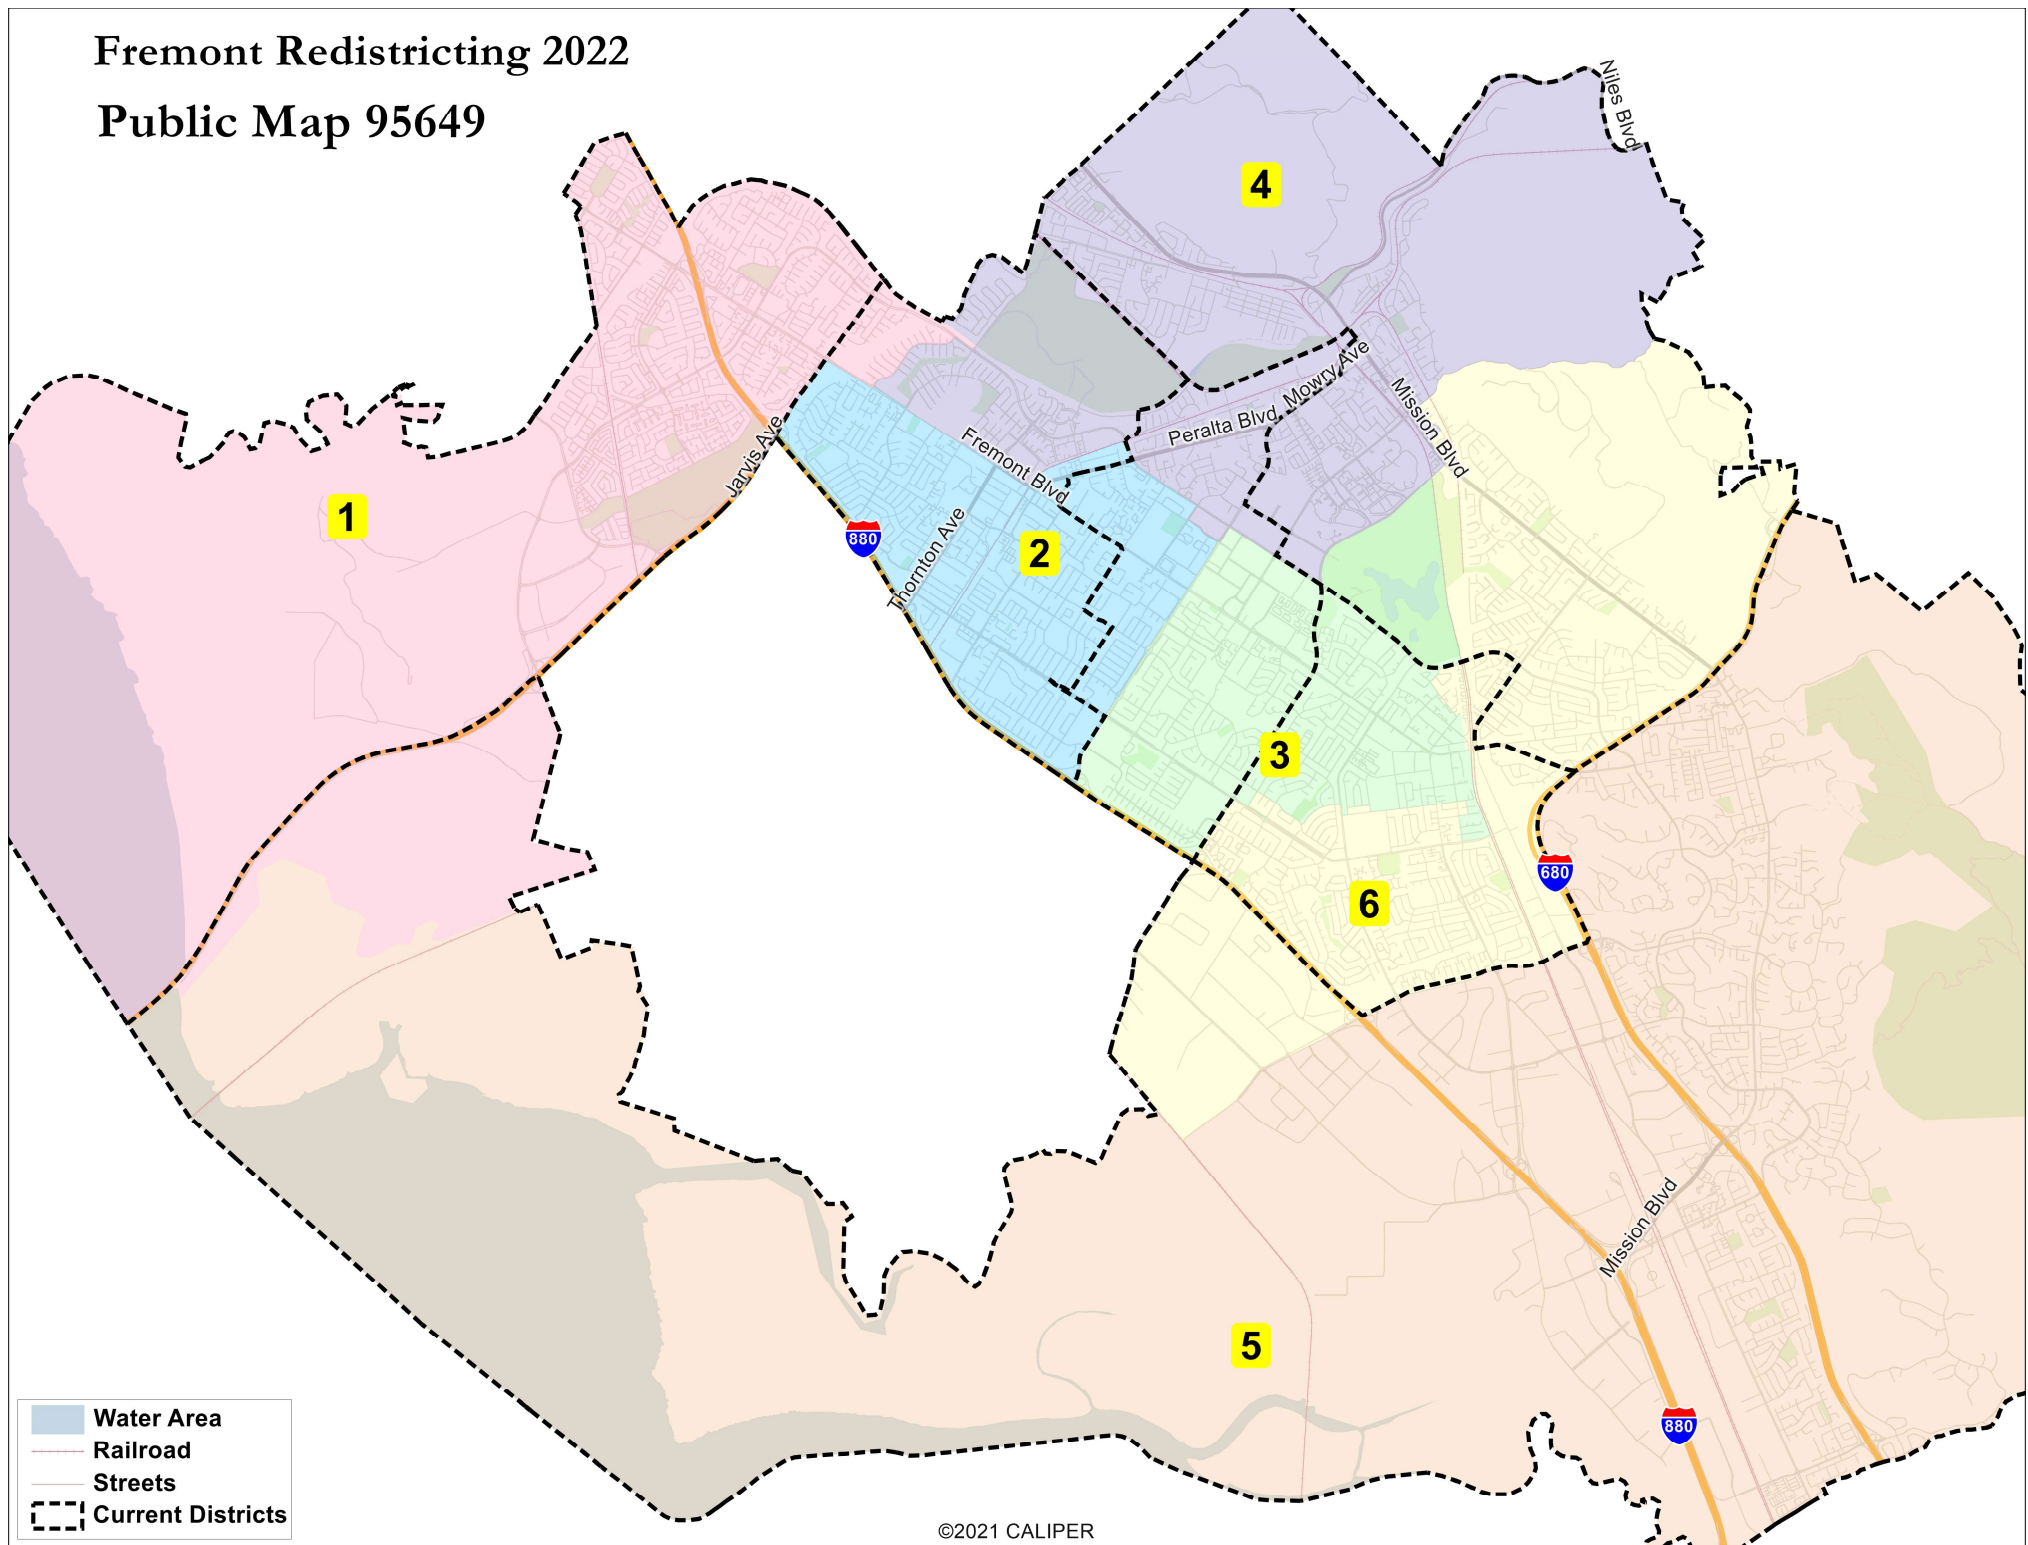 Fremont Redistricting 2022
Public Map 95649
Niles Blvd
4
Mowry Ave
Peralta Blvd
Mission Blvd
Jarvis Ave
Fremont Blvd
1
880
2
Thornton Ave
3
680
6
Mission Blvd
5
880
Water Area
Railroad
Streets
Current Districts
©2021 CALIPER